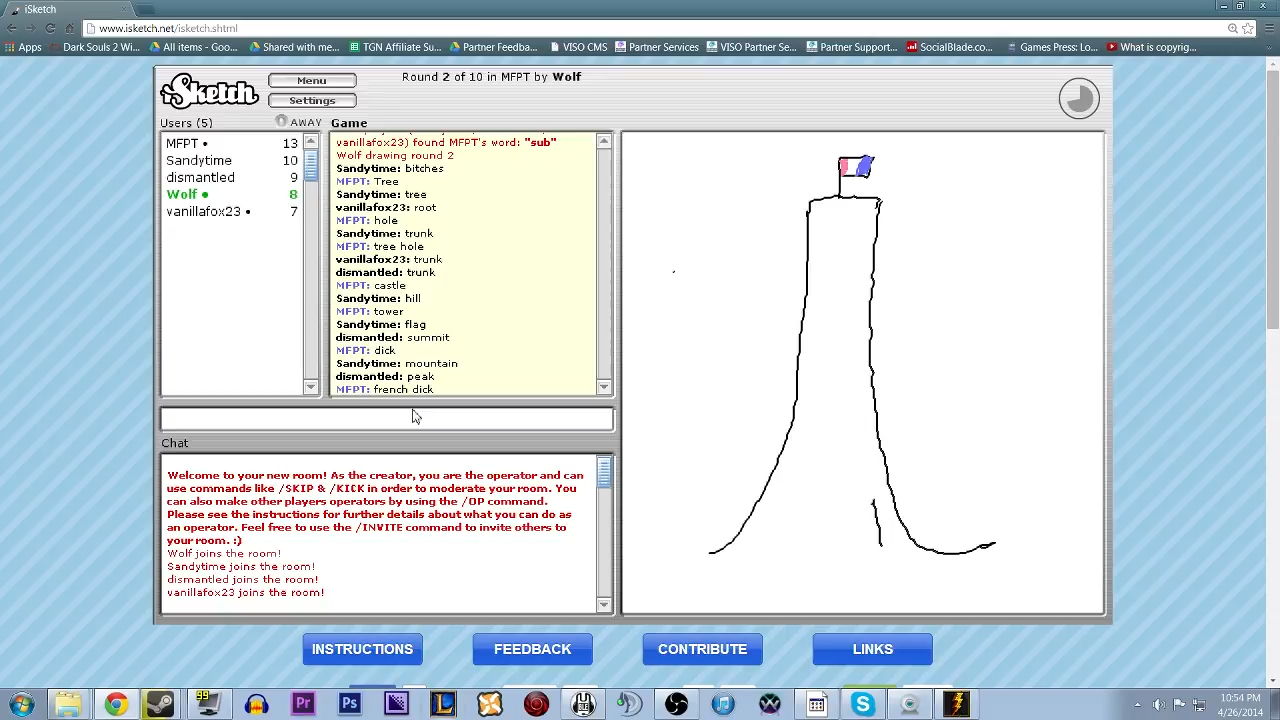 iSketch
www.isketch.net/isketch.shtml
Apps
Dark Souls 2 Wi...
All items - Goo...
Shared with me...
TGN Affiliate Su...
Partner Feedba...
VISO CMS
Partner Services
VISO Partner Se...
Partner Support...
SocialBlade.co...
Games Press: Lo...
What is copyrig...
iSketch
Menu
Settings
Round 2 of 10 in MFPT by Wolf
Users (5)
AWAY
Game
MFPT • 13
Sandytime 10
dismantled 9
Wolf • 8
vanillafox23 • 7
vanillafox23) found MFPT's word: "sub"
Wolf drawing round 2
Sandytime: bitches
MFPT: Tree
Sandytime: tree
vanillafox23: root
MFPT: hole
Sandytime: trunk
MFPT: tree hole
vanillafox23: trunk
dismantled: trunk
MFPT: castle
Sandytime: hill
MFPT: tower
Sandytime: flag
dismantled: summit
MFPT: dick
Sandytime: mountain
dismantled: peak
MFPT: french dick
Chat
Welcome to your new room! As the creator, you are the operator and can
use commands like /SKIP & /KICK in order to moderate your room. You
can also make other players operators by using the /OP command.
Please see the instructions for further details about what you can do as
an operator. Feel free to use the /INVITE command to invite others to
your room. :)
Wolf joins the room!
Sandytime joins the room!
dismantled joins the room!
vanillafox23 joins the room!
INSTRUCTIONS
FEEDBACK
CONTRIBUTE
LINKS
99
Pr
Ps
10:54 PM
4/26/2014